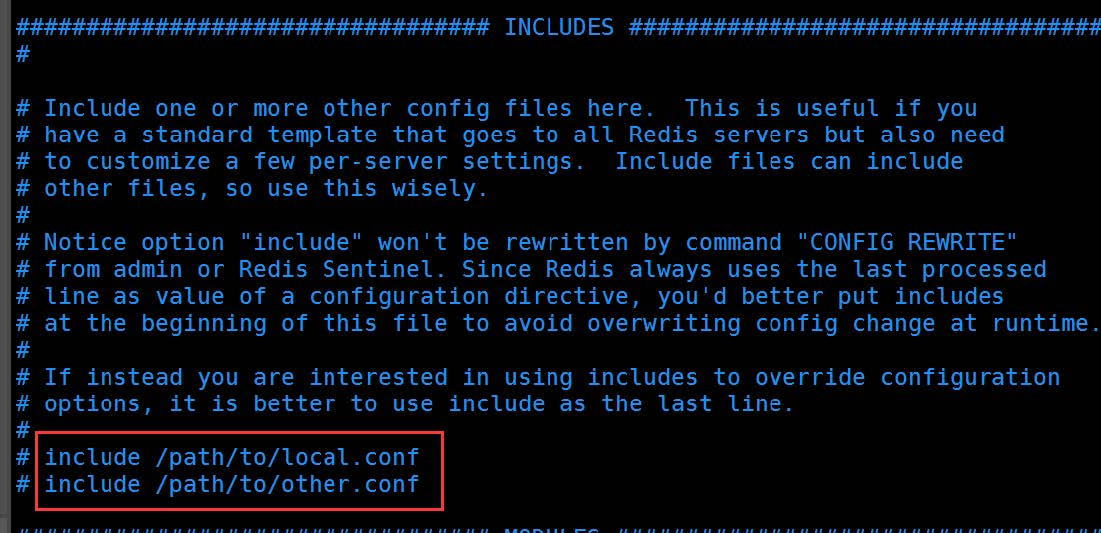 ################################## INCLUDES ##################################
#

# Include one or more other config files here.  This is useful if you
# have a standard template that goes to all Redis servers but also need
# to customize a few per-server settings.  Include files can include
# other files, so use this wisely.
#
# Notice option "include" won't be rewritten by command "CONFIG REWRITE"
# from admin or Redis Sentinel. Since Redis always uses the last processed
# line as value of a configuration directive, you'd better put includes
# at the beginning of this file to avoid overwriting config change at runtime.
#
# If instead you are interested in using includes to override configuration
# options, it is better to use include as the last line.
#
# include /path/to/local.conf
# include /path/to/other.conf

################################## MODULES ###################################